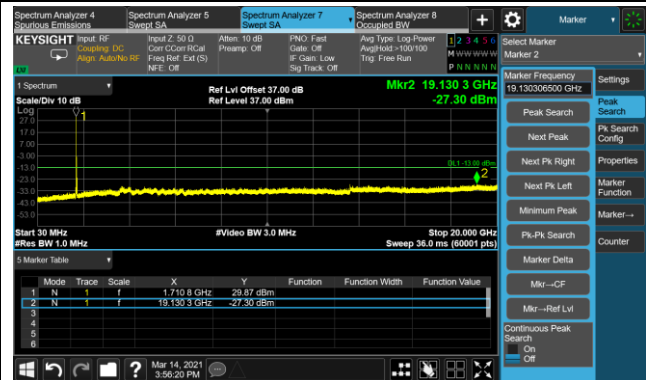 Spectrum Analyzer 4
Spurious Emissions
Spectrum Analyzer 5
Swept SA
Spectrum Analyzer 7
Swept SA
Spectrum Analyzer 8
Occupied BW
+
Marker
KEYSIGHT
Input: RF
Coupling: DC
Align: Auto/No RF
Input Z: 50 Ω
Corr CCorr RCal
Freq Ref: Ext (S)
NFE: Off
Atten: 10 dB
Preamp: Off
PNO: Fast
Gate: Off
IF Gain: Low
Sig Track: Off
Avg Type: Log-Power
Avg|Hold:>100/100
Trig: Free Run
1 2 3 4 5 6
M W W W W W
P N N N N N
Select Marker
Marker 2
1 Spectrum
Scale/Div 10 dB
Ref Lvl Offset 37.00 dB
Ref Level 37.00 dBm
Mkr2 19.130 3 GHz
-27.30 dBm
Log
27.0
17.0
7.00
-3.00
-13.0
-23.0
-33.0
-43.0
-53.0
1
DL1 -13.00 dBm
2
Start 30 MHz
#Res BW 1.0 MHz
#Video BW 3.0 MHz
Stop 20.000 GHz
Sweep 36.0 ms (60001 pts)
5 Marker Table
Mode Trace Scale X Y Function Function Width Function Value
1 N 1 f 1.710 8 GHz 29.87 dBm
2 N 1 f 19.130 3 GHz -27.30 dBm
3
4
5
6
Marker Frequency
19.130306500 GHz
Peak Search
Next Peak
Next Pk Right
Next Pk Left
Minimum Peak
Pk-Pk Search
Marker Delta
Mkr→CF
Mkr→Ref Lvl
Continuous Peak
Search
On
Off
Settings
Peak
Search
Pk Search
Config
Properties
Marker
Function
Marker→
Counter
?
Mar 14, 2021
3:56:20 PM